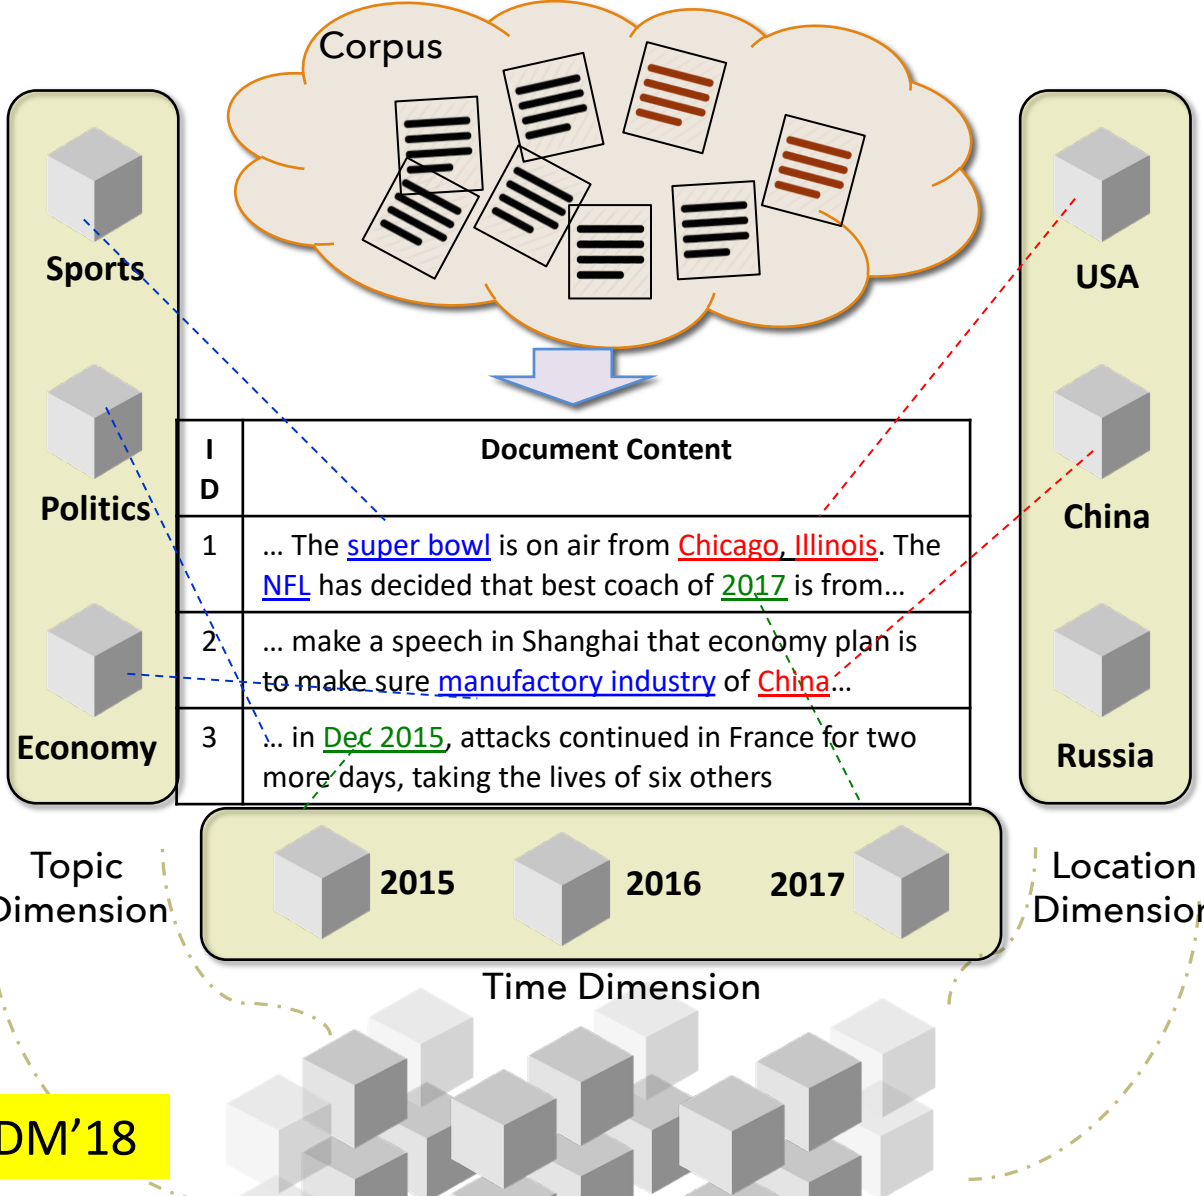 Corpus
Sports
Politics
Economy
USA
China
Russia
I
D
Document Content
1
... The super bowl is on air from Chicago, Illinois. The
NFL has decided that best coach of 2017 is from...
2
... make a speech in Shanghai that economy plan is
to make sure manufactory industry of China...
3
... in Dec 2015, attacks continued in France for two
more days, taking the lives of six others
2015
2016
2017
Topic
Dimension
Location
Dimension
Time Dimension
DM’18